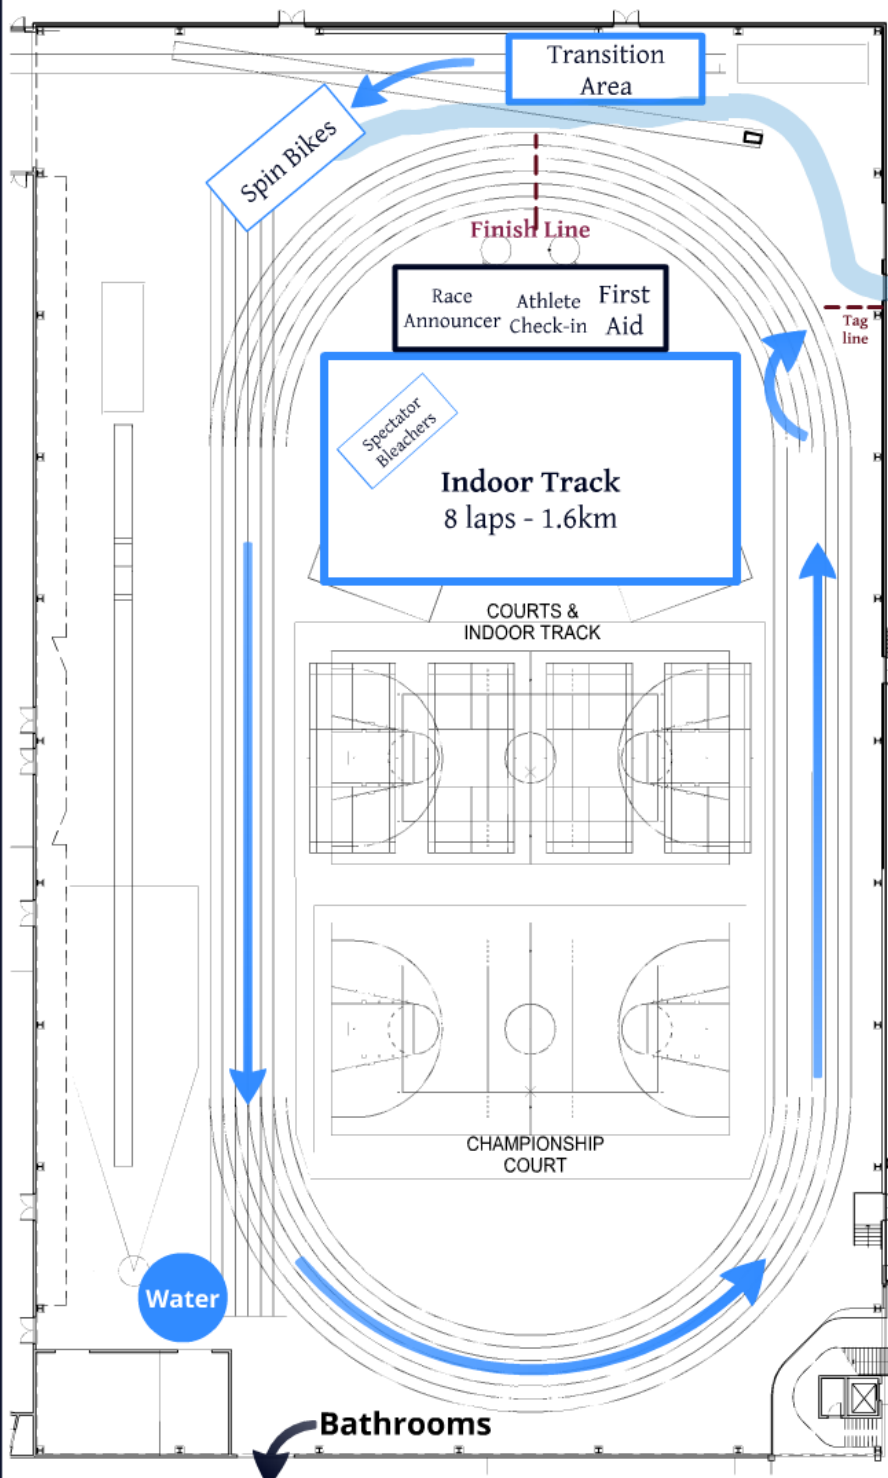 Transition
Area
Spin Bikes
Finish Line
Race
Announcer
Athlete
Check-in
First
Aid
Tag
line
Spectator
Bleachers
Indoor Track
8 laps - 1.6km
COURTS &
INDOOR TRACK
CHAMPIONSHIP
COURT
Water
Bathrooms